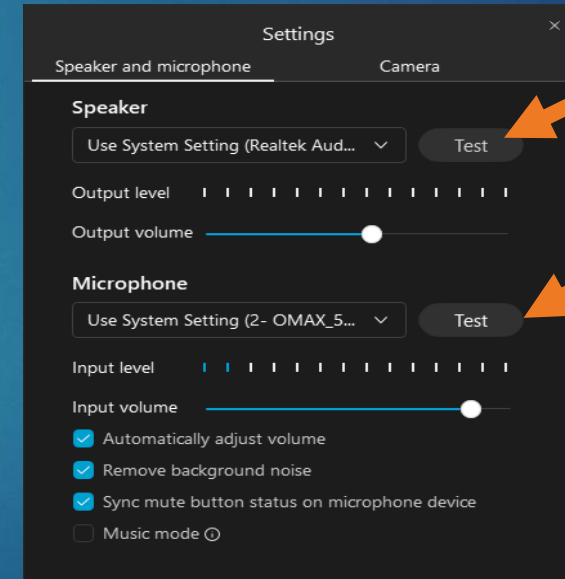 Settings
Speaker and microphone Camera
Speaker
Use System Setting (Realtek Aud... Test
Output level
Output volume
Microphone
Use System Setting (2- OMAX_5... Test
Input level
Input volume
Automatically adjust volume
Remove background noise
Sync mute button status on microphone device
Music mode